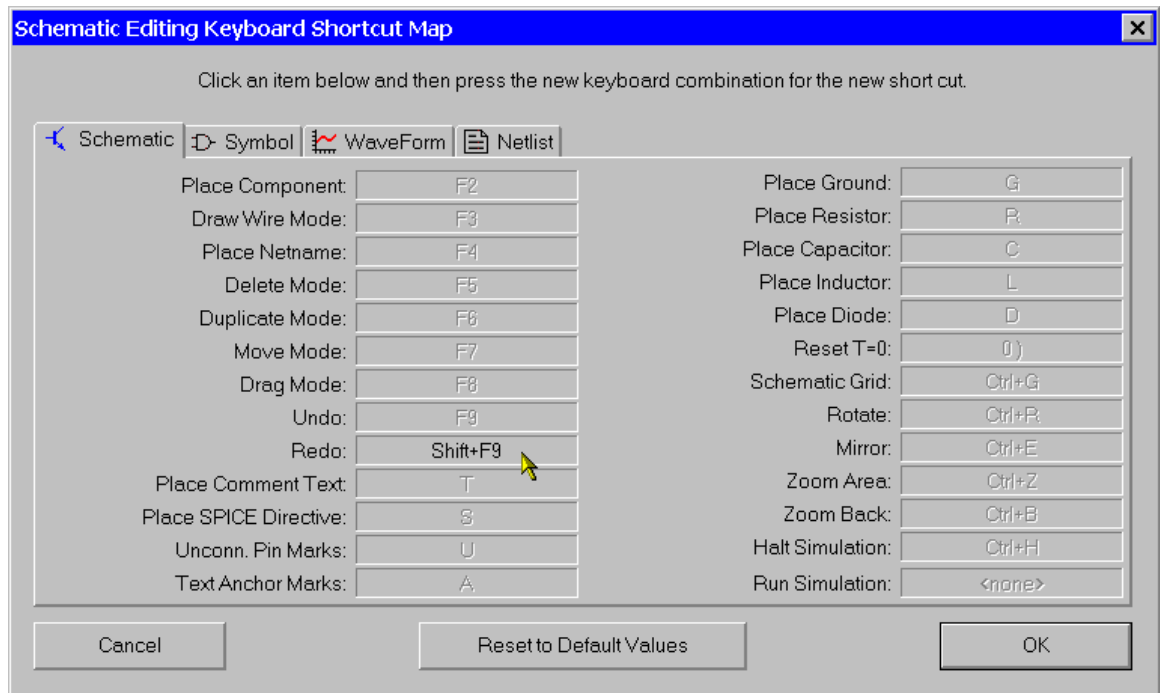 Schematic Editing Keyboard Shortcut Map
Click an item below and then press the new keyboard combination for the new short cut.
Schematic Symbol WaveForm Netlist
Place Component: F2
Draw Wire Mode: F3
Place Netname: F4
Delete Mode: F5
Duplicate Mode: F6
Move Mode: F7
Drag Mode: F8
Undo: F9
Redo: Shift+F9
Place Comment Text: T
Place SPICE Directive: S
Unconn. Pin Marks: U
Text Anchor Marks: A
Place Ground: G
Place Resistor: R
Place Capacitor: C
Place Inductor: L
Place Diode: D
Reset T=0: 0 )
Schematic Grid: Ctrl+G
Rotate: Ctrl+R
Mirror: Ctrl+E
Zoom Area: Ctrl+Z
Zoom Back: Ctrl+B
Halt Simulation: Ctrl+H
Run Simulation: <none>
Cancel Reset to Default Values OK